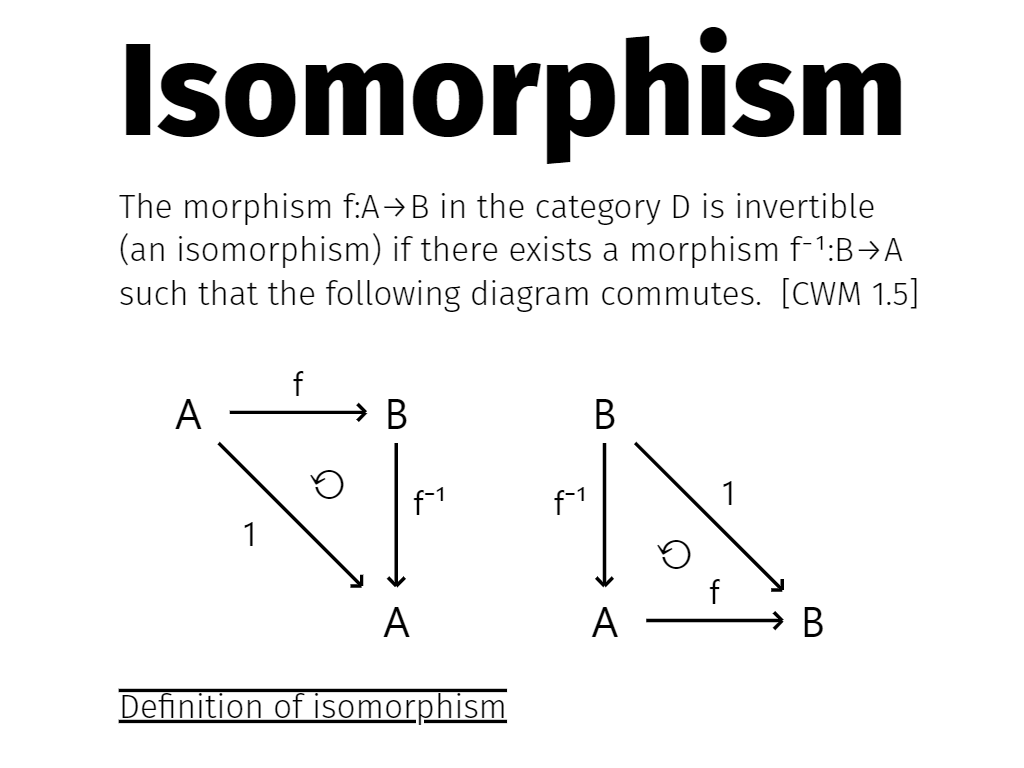 Isomorphism
The morphism f:A→B in the category D is invertible
(an isomorphism) if there exists a morphism f⁻¹:B→A
such that the following diagram commutes. [CWM 1.5]
f
A B B
f⁻¹ f⁻¹ 1
1
f
A A B
Definition of isomorphism